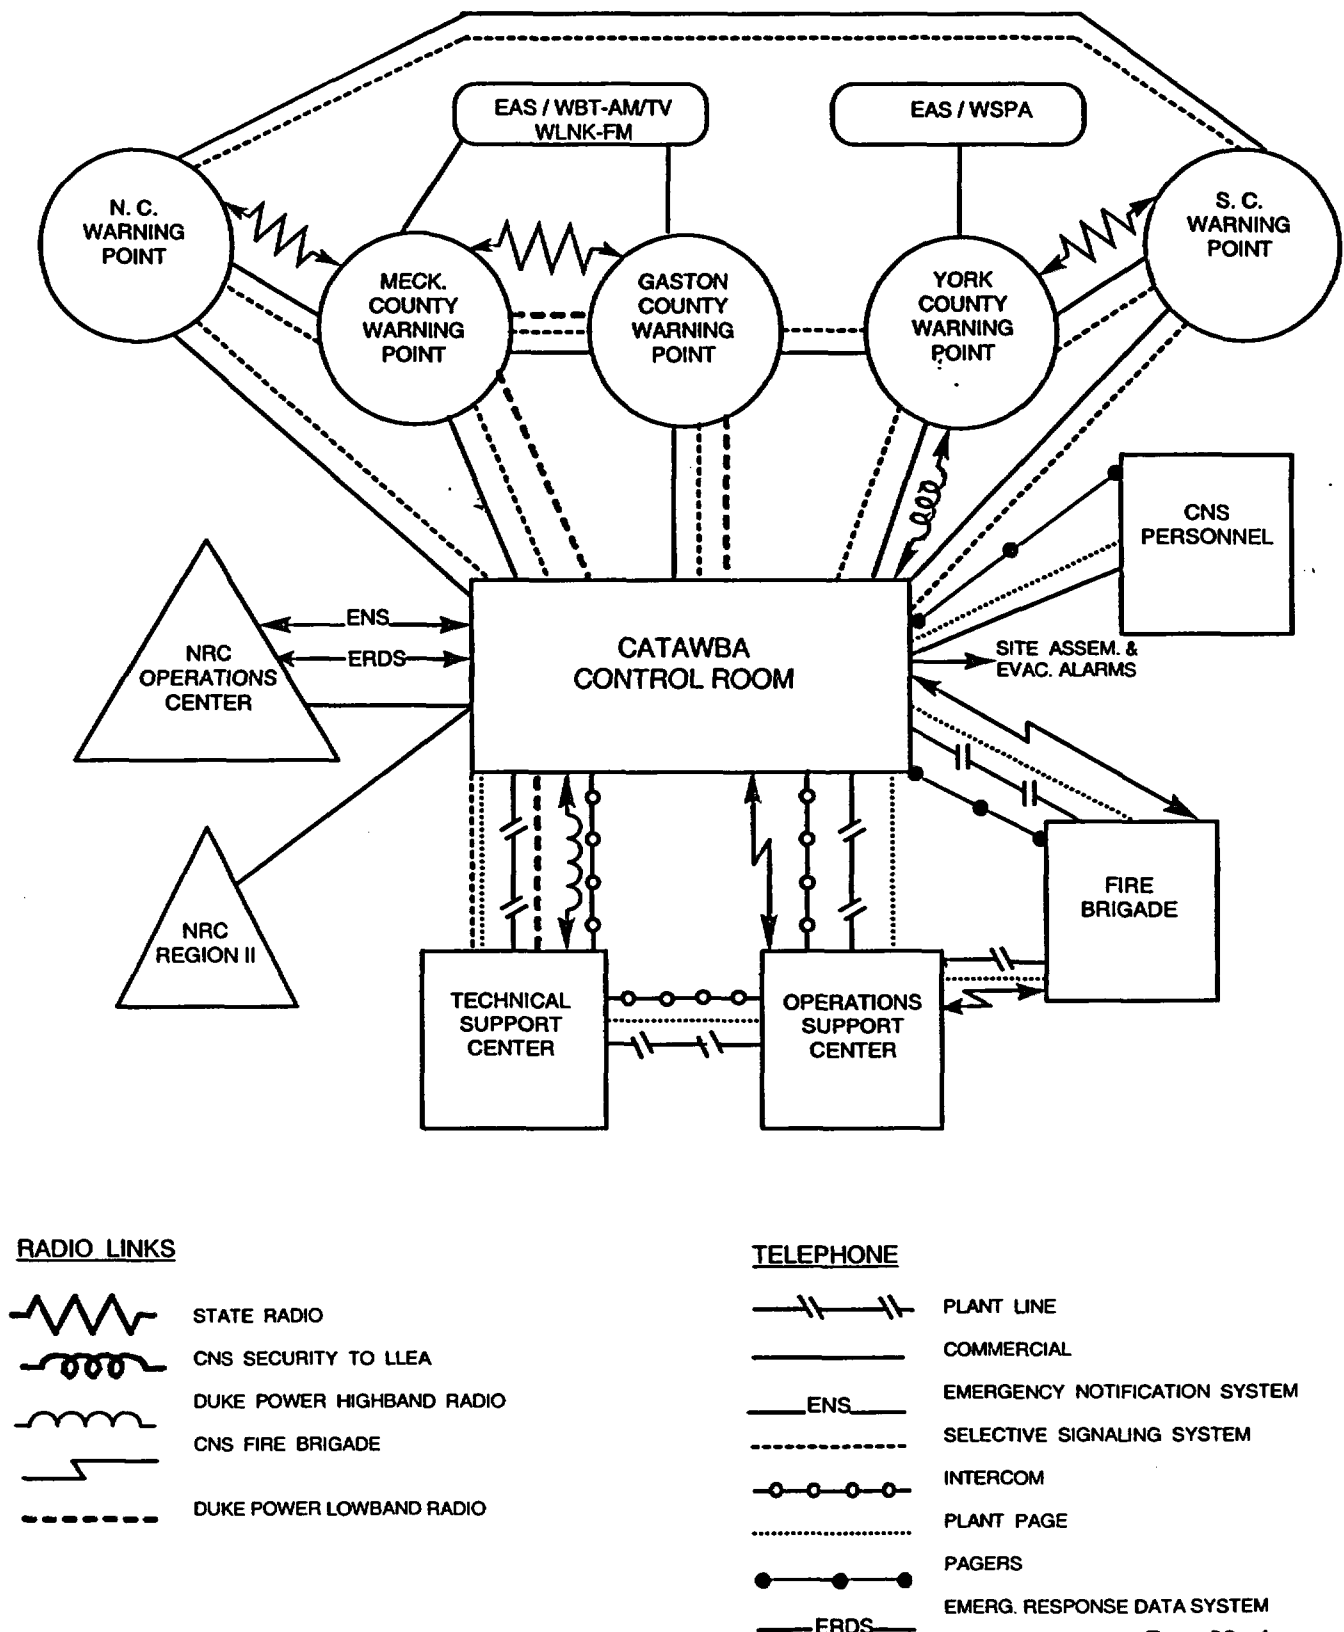 EAS / WBT-AM/TV
WLNK-FM
EAS / WSPA
N. C.
WARNING
POINT
S. C.
WARNING
POINT
MECK.
COUNTY
WARNING
POINT
GASTON
COUNTY
WARNING
POINT
YORK
COUNTY
WARNING
POINT
CNS
PERSONNEL
NRC
OPERATIONS
CENTER
ENS
ERDS
CATAWBA
CONTROL ROOM
SITE ASSEM. &
EVAC. ALARMS
NRC
REGION II
FIRE
BRIGADE
TECHNICAL
SUPPORT
CENTER
OPERATIONS
SUPPORT
CENTER
RADIO LINKS
STATE RADIO
CNS SECURITY TO LLEA
DUKE POWER HIGHBAND RADIO
CNS FIRE BRIGADE
DUKE POWER LOWBAND RADIO
TELEPHONE
PLANT LINE
COMMERCIAL
ENS
EMERGENCY NOTIFICATION SYSTEM
SELECTIVE SIGNALING SYSTEM
INTERCOM
PLANT PAGE
PAGERS
EMERG. RESPONSE DATA SYSTEM
ERDS